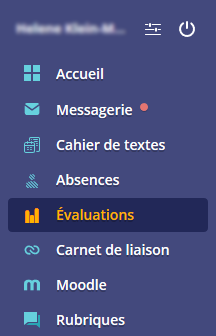 Accueil
Messagerie
Cahier de textes
Absences
Évaluations
Carnet de liaison
Moodle
Rubriques